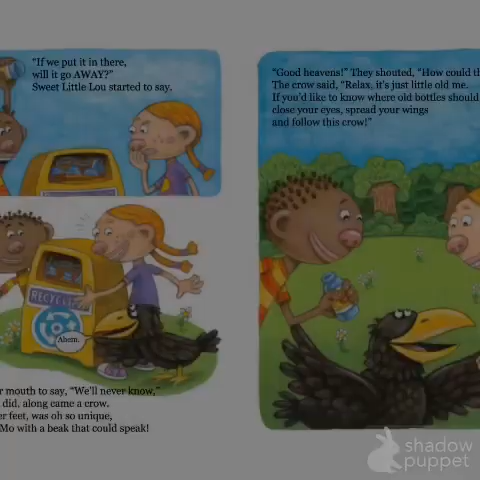 "If we put it in there,
will it go AWAY?"
Sweet Little Lou started to say.
RECYCL
Ahem.
mouth to say, "We'll never know,"
did, along came a crow.
feet, was oh so unique,
Mo with a beak that could speak!
"Good heavens!" They shouted, "How could th
The crow said, "Relax, it's just little old me.
If you'd like to know where old bottles should
close your eyes, spread your wings
and follow this crow!"
shadow
puppet